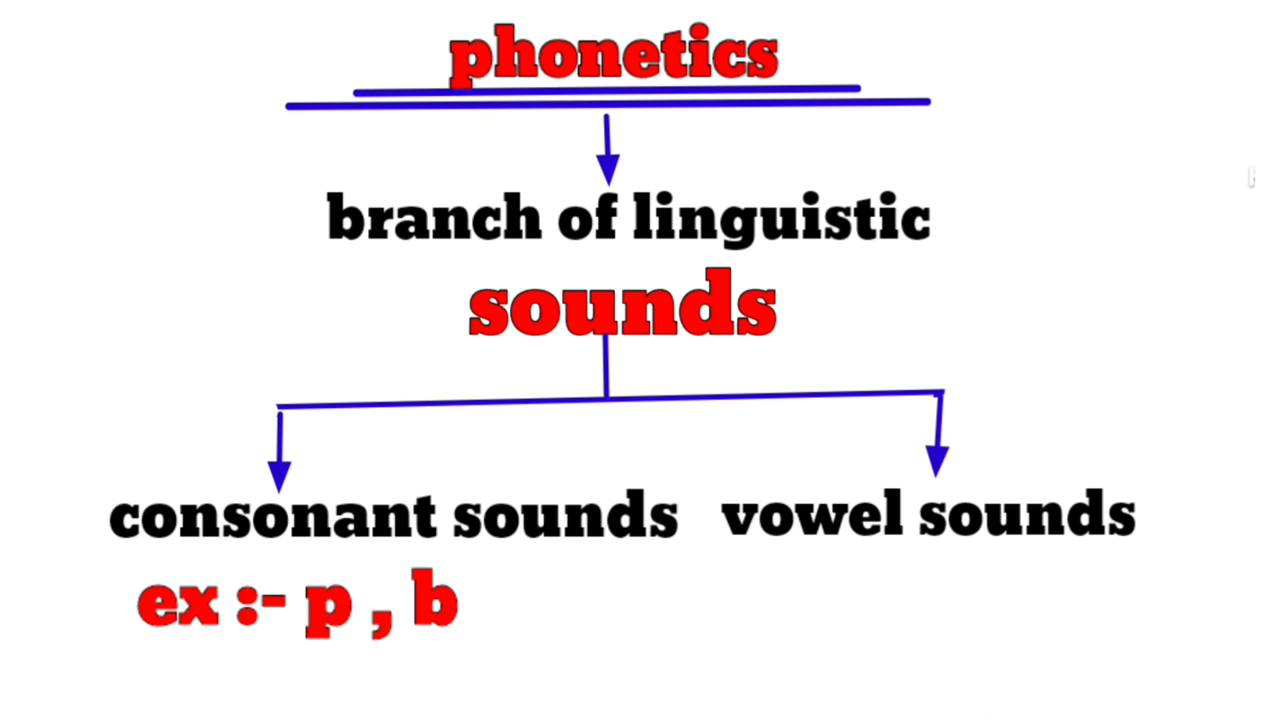 phonetics
branch of linguistic
sounds
consonant sounds vowel sounds
ex :- p , b